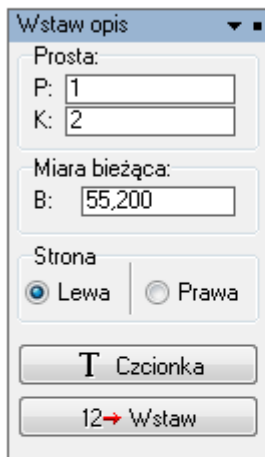 Wstaw opis
Prosta:
P: 1
K: 2
Miara bieżąca:
B: 55,200
Strona
Lewa Prawa
T Czcionka
12→ Wstaw